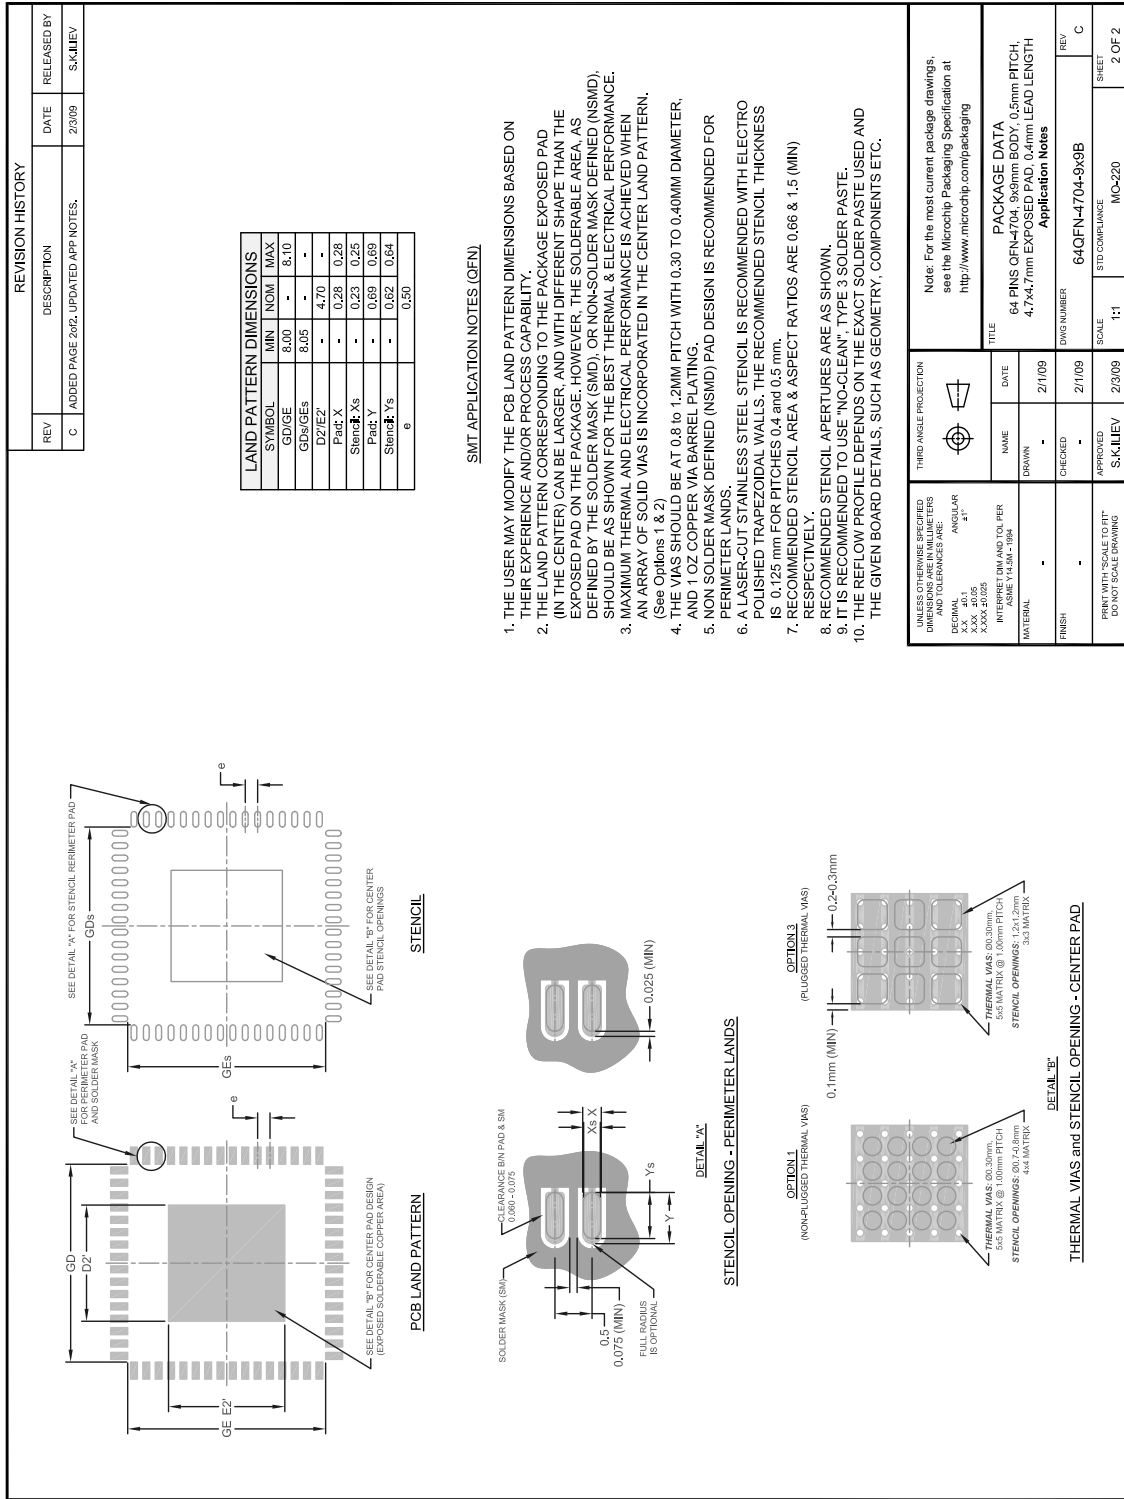 REVISION HISTORY
REV DESCRIPTION DATE RELEASED BY
C ADDED PAGE 2of2. UPDATED APP NOTES. 2/3/09 S.K.ILIEV
SEE DETAIL "A"
FOR PERIMETER PAD
AND SOLDER MASK
GD
D2'
GE E2'
e
SEE DETAIL "B" FOR CENTER PAD DESIGN
(EXPOSED SOLDERABLE COPPER AREA)
PCB LAND PATTERN
SEE DETAIL "A" FOR STENCIL RERIMETER PAD
GDs
GEs
e
SEE DETAIL "B" FOR CENTER
PAD STENCIL OPENINGS
STENCIL
LAND PATTERN DIMENSIONS
SYMBOL MIN NOM MAX
GD/GE 8.00 - 8.10
GDs/GEs 8.05 - -
D2'/E2' - 4.70 -
Pad: X - 0.28 0.28
Stencil: Xs - 0.23 0.25
Pad: Y - 0.69 0.69
Stencil: Ys - 0.62 0.64
e 0.50
SOLDER MASK (SM)
CLEARANCE B/N PAD & SM
0.060 - 0.075
0.5
0.075 (MIN)
FULL RADIUS
IS OPTIONAL
Xs X
Ys
Y
0.025 (MIN)
DETAIL "A"
STENCIL OPENING - PERIMETER LANDS
OPTION 1
(NON-PLUGGED THERMAL VIAS)
THERMAL VIAS: Ø0.30mm,
5x5 MATRIX @ 1.00mm PITCH
STENCIL OPENINGS: Ø0.7-0.8mm
4x4 MATRIX
OPTION 3
(PLUGGED THERMAL VIAS)
0.1mm (MIN)
0.2-0.3mm
THERMAL VIAS: Ø0.30mm,
5x5 MATRIX @ 1.00mm PITCH
STENCIL OPENINGS: 1.2x1.2mm
3x3 MATRIX
DETAIL "B"
THERMAL VIAS and STENCIL OPENING - CENTER PAD
SMT APPLICATION NOTES (QFN)
1. THE USER MAY MODIFY THE PCB LAND PATTERN DIMENSIONS BASED ON
THEIR EXPERIENCE AND/OR PROCESS CAPABILITY.
2. THE LAND PATTERN CORRESPONDING TO THE PACKAGE EXPOSED PAD
(IN THE CENTER) CAN BE LARGER, AND WITH DIFFERENT SHAPE THAN THE
EXPOSED PAD ON THE PACKAGE. HOWEVER, THE SOLDERABLE AREA, AS
DEFINED BY THE SOLDER MASK (SMD), OR NON-SOLDER MASK DEFINED (NSMD),
SHOULD BE AS SHOWN FOR THE BEST THERMAL & ELECTRICAL PERFORMANCE.
3. MAXIMUM THERMAL AND ELECTRICAL PERFORMANCE IS ACHIEVED WHEN
AN ARRAY OF SOLID VIAS IS INCORPORATED IN THE CENTER LAND PATTERN.
(See Options 1 & 2)
4. THE VIAS SHOULD BE AT 0.8 to 1.2MM PITCH WITH 0.30 TO 0.40MM DIAMETER,
AND 1 OZ COPPER VIA BARREL PLATING.
5. NON SOLDER MASK DEFINED (NSMD) PAD DESIGN IS RECOMMENDED FOR
PERIMETER LANDS.
6. A LASER-CUT STAINLESS STEEL STENCIL IS RECOMMENDED WITH ELECTRO
POLISHED TRAPEZOIDAL WALLS. THE RECOMMENDED STENCIL THICKNESS
IS 0.125 mm FOR PITCHES 0.4 and 0.5 mm.
7. RECOMMENDED STENCIL AREA & ASPECT RATIOS ARE 0.66 & 1.5 (MIN)
RESPECTIVELY.
8. RECOMMENDED STENCIL APERTURES ARE AS SHOWN.
9. IT IS RECOMMENDED TO USE "NO-CLEAN", TYPE 3 SOLDER PASTE.
10. THE REFLOW PROFILE DEPENDS ON THE EXACT SOLDER PASTE USED AND
THE GIVEN BOARD DETAILS, SUCH AS GEOMETRY, COMPONENTS ETC.
UNLESS OTHERWISE SPECIFIED
DIMENSIONS ARE IN MILLIMETERS
AND TOLERANCES ARE:
DECIMAL ANGULAR
X.X ±0.1 ±1°
X.XX ±0.05
X.XXX ±0.025
INTERPRET DIM AND TOL PER
ASME Y14.5M - 1994
MATERIAL
-
FINISH
-
PRINT WITH "SCALE TO FIT"
DO NOT SCALE DRAWING
THIRD ANGLE PROJECTION
NAME DATE
DRAWN
- 2/1/09
CHECKED
- 2/1/09
APPROVED
S.K.ILIEV 2/3/09
Note: For the most current package drawings,
see the Microchip Packaging Specification at
http://www.microchip.com/packaging
TITLE
PACKAGE DATA
64 PINS QFN-4704, 9x9mm BODY, 0.5mm PITCH,
4.7x4.7mm EXPOSED PAD, 0.4mm LEAD LENGTH
Application Notes
DWG NUMBER
64QFN-4704-9x9B
REV
C
SCALE
1:1
STD COMPLIANCE
MO-220
SHEET
2 OF 2